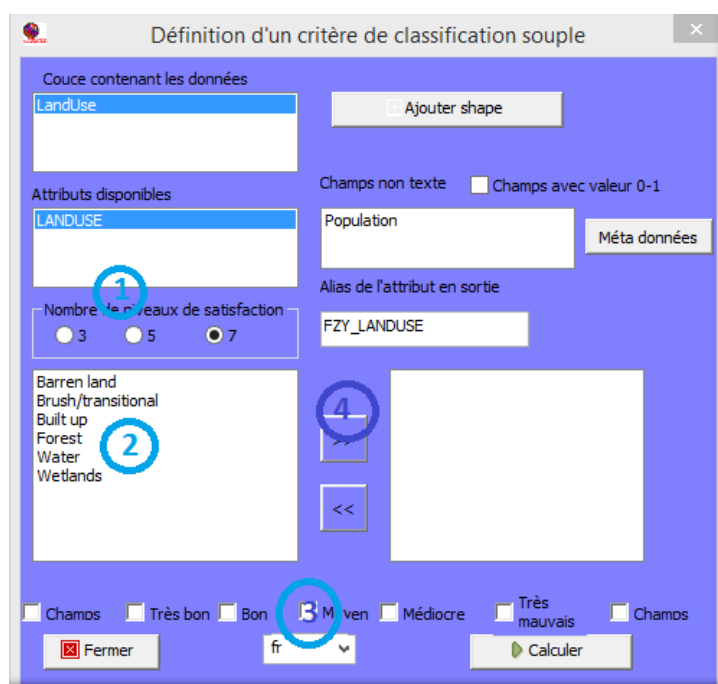 Définition d'un critère de classification souple
Couce contenant les données
LandUse
Ajouter shape
Attributs disponibles
LANDUSE
Champs non texte
Champs avec valeur 0-1
Population
Méta données
1
Nombre de niveaux de satisfaction
3 5 7
Alias de l'attribut en sortie
FZY_LANDUSE
Barren land
Brush/transitional
Built up
Forest
Water
Wetlands
2
4
>>
<<
Champs Très bon Bon 3 Moyen Médiocre Très mauvais Champs
Fermer
fr
Calculer